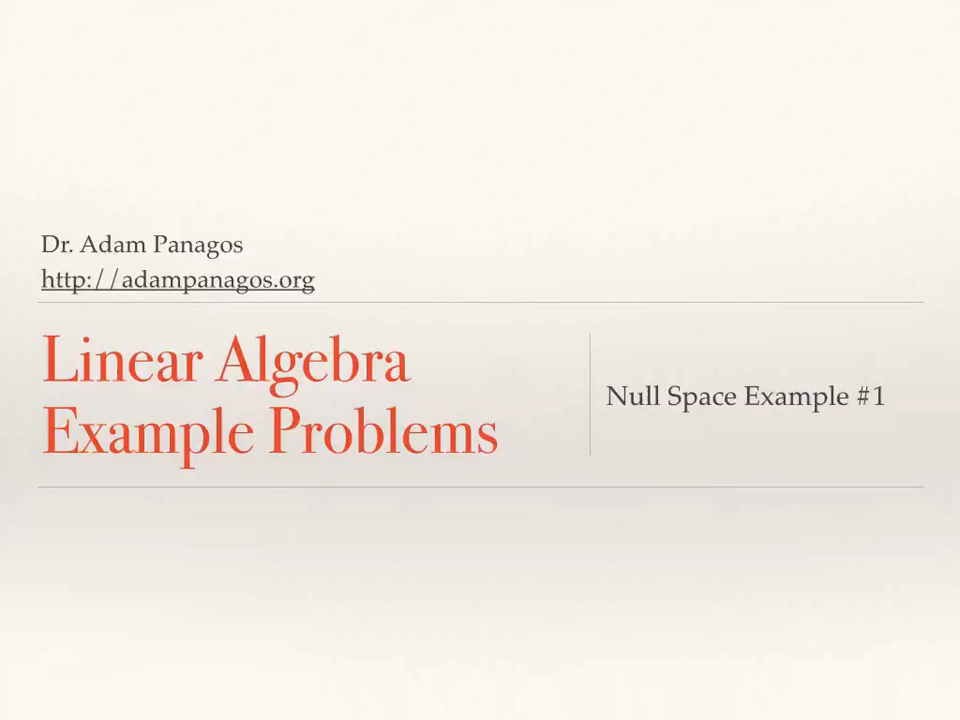 Dr. Adam Panagos
http://adampanagos.org
Linear Algebra
Example Problems
Null Space Example #1